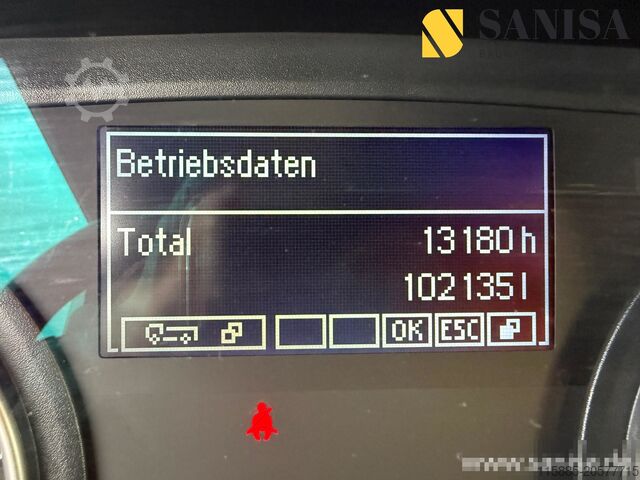 SANISA
Betriebsdaten
Total 13180 h
102135 l
OK ESC